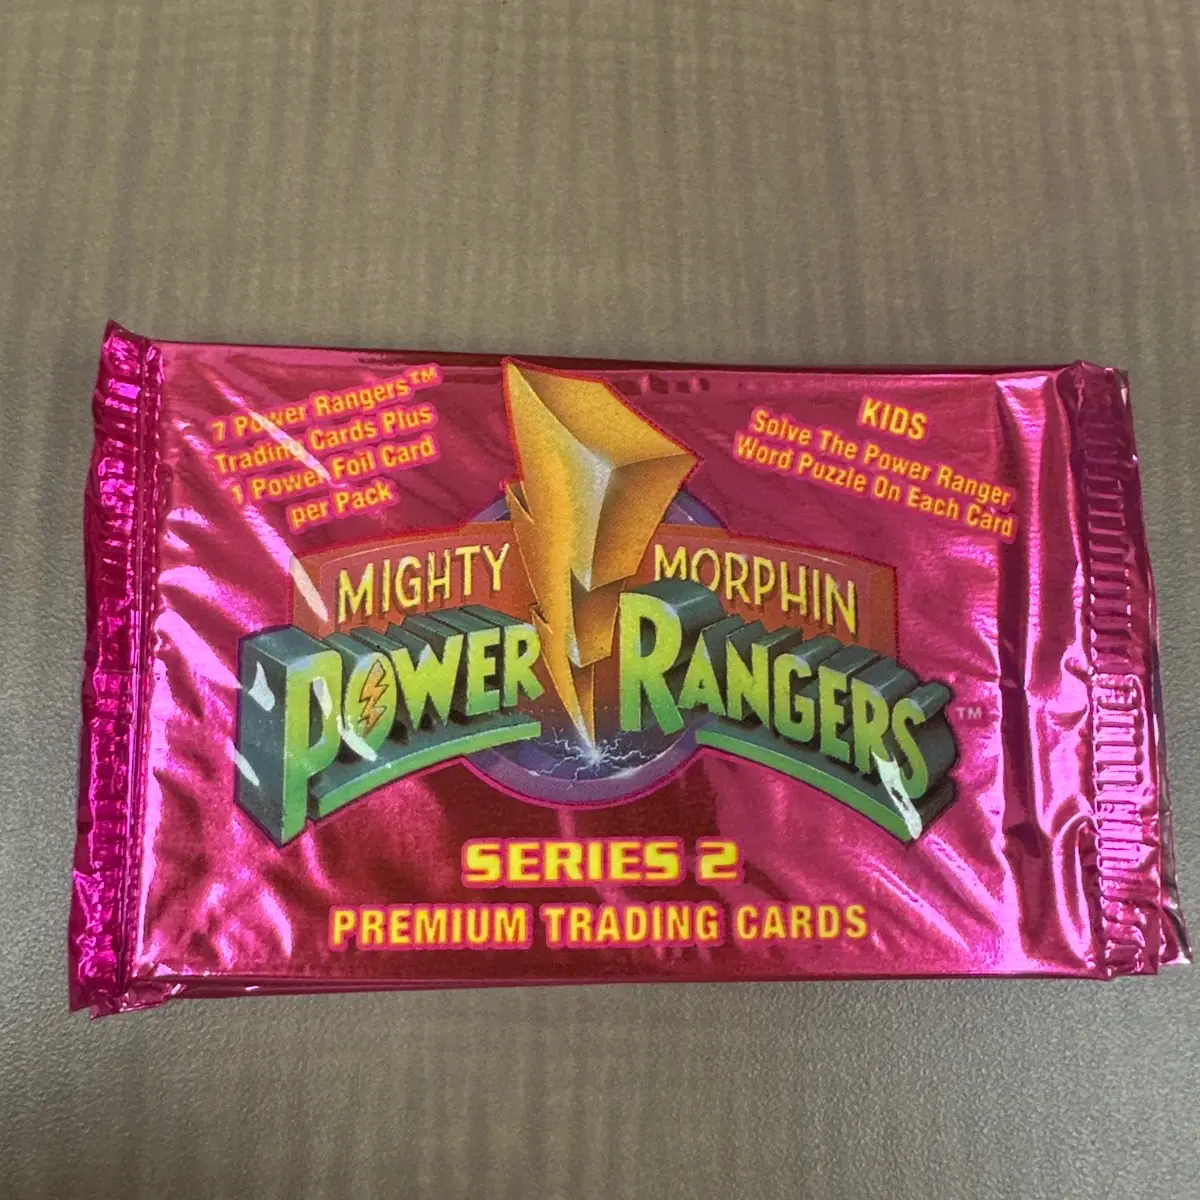 7 Power Rangers™
Trading Cards Plus
1 Power Foil Card
per Pack
KIDS
Solve The Power Ranger
Word Puzzle On Each Card
MIGHTY MORPHIN
POWER RANGERS™
SERIES 2
PREMIUM TRADING CARDS